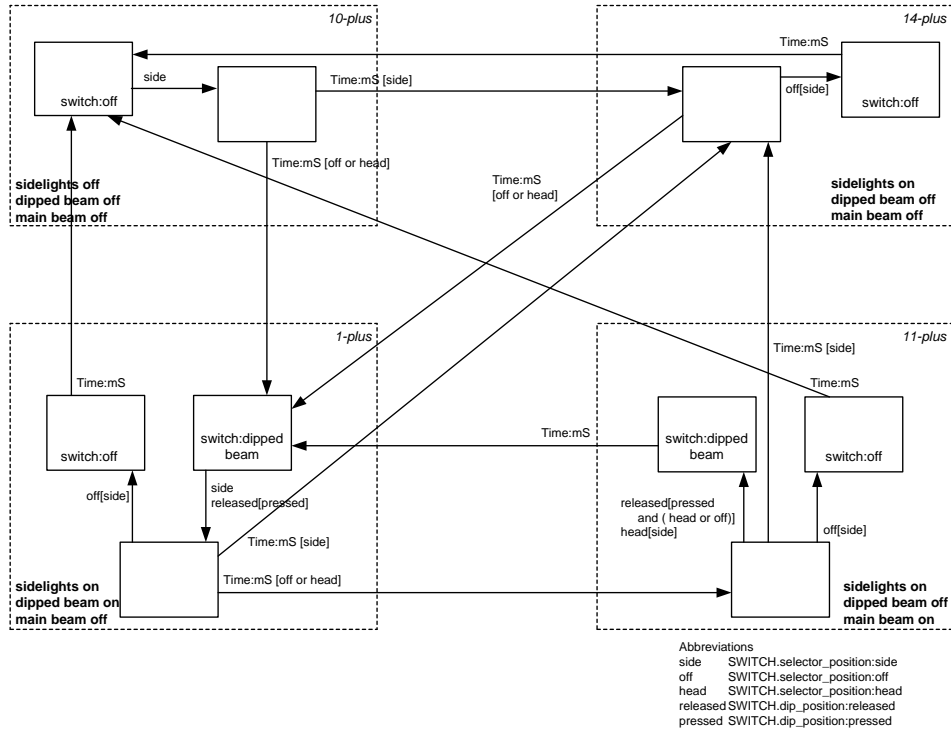 10-plus
14-plus
Time:mS
side
Time:mS [side]
off[side]
switch:off
switch:off
Time:mS [off or head]
Time:mS
[off or head]
sidelights off
dipped beam off
main beam off
sidelights on
dipped beam off
main beam off
1-plus
11-plus
Time:mS [side]
Time:mS
Time:mS
Time:mS
switch:dipped
beam
switch:dipped
beam
switch:off
switch:off
side
released[pressed]
off[side]
released[pressed
and ( head or off)]
head[side]
off[side]
Time:mS [side]
Time:mS [off or head]
sidelights on
dipped beam on
main beam off
sidelights on
dipped beam off
main beam on
Abbreviations
side SWITCH.selector_position:side
off SWITCH.selector_position:off
head SWITCH.selector_position:head
released SWITCH.dip_position:released
pressed SWITCH.dip_position:pressed